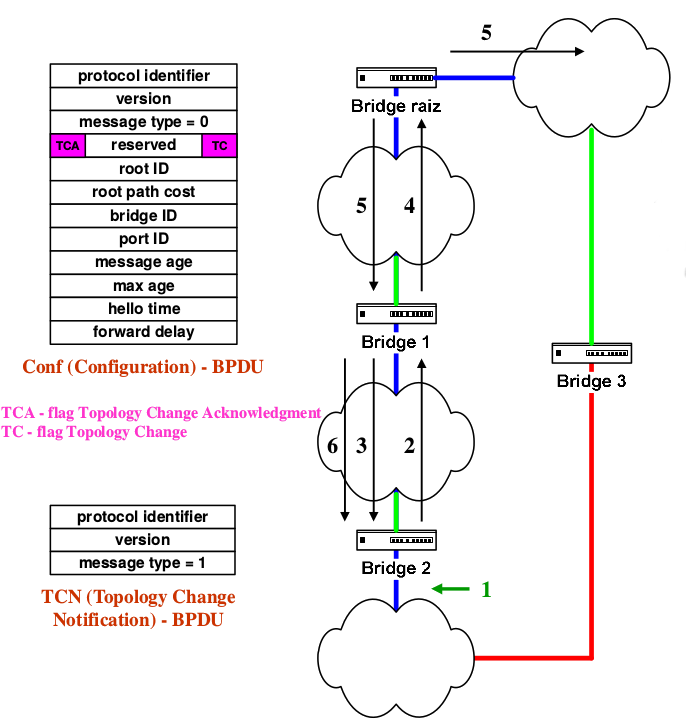 protocol identifier
version
message type = 0
TCA reserved TC
root ID
root path cost
bridge ID
port ID
message age
max age
hello time
forward delay
Conf (Configuration) - BPDU
TCA - flag Topology Change Acknowledgment
TC - flag Topology Change
protocol identifier
version
message type = 1
TCN (Topology Change
Notification) - BPDU
5
Bridge raiz
5 4
Bridge 1
Bridge 3
6 3 2
Bridge 2
1